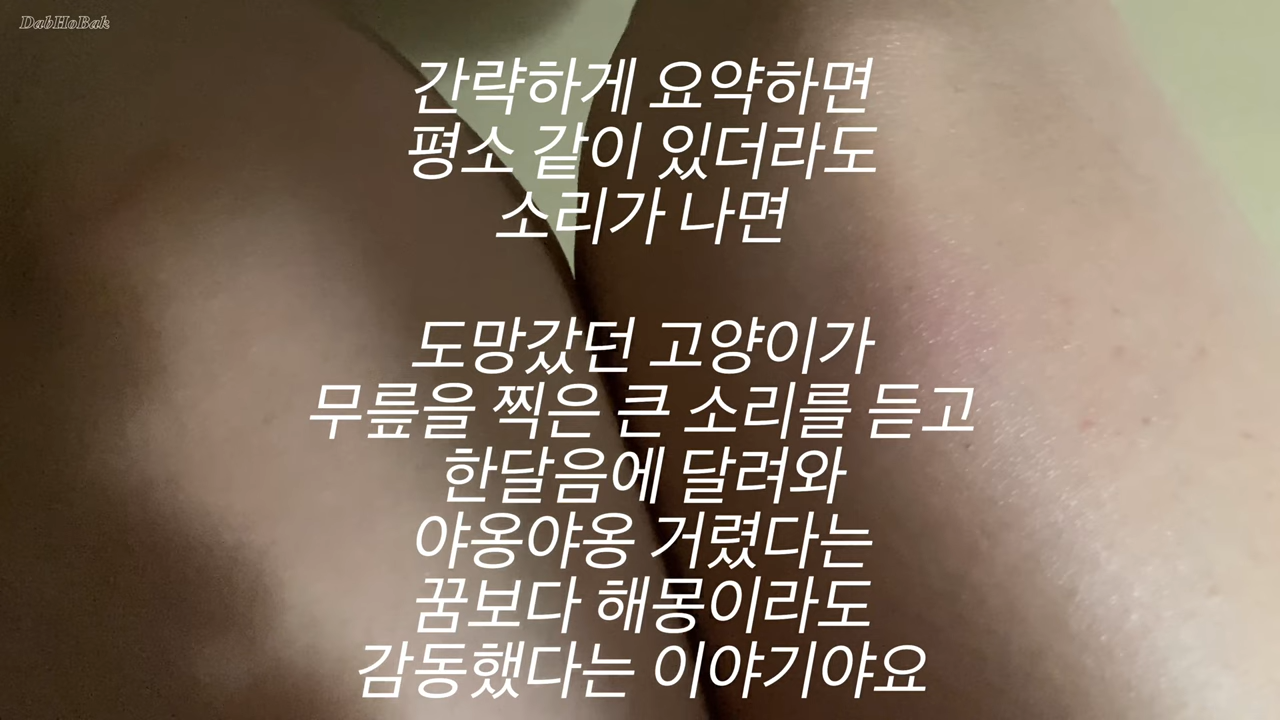 DabHoBak
간략하게 요약하면
평소 같이 있더라도
소리가 나면
도망갔던 고양이가
무릎을 찍은 큰 소리를 듣고
한달음에 달려와
야옹야옹 거렸다는
꿈보다 해몽이라도
감동했다는 이야기야요